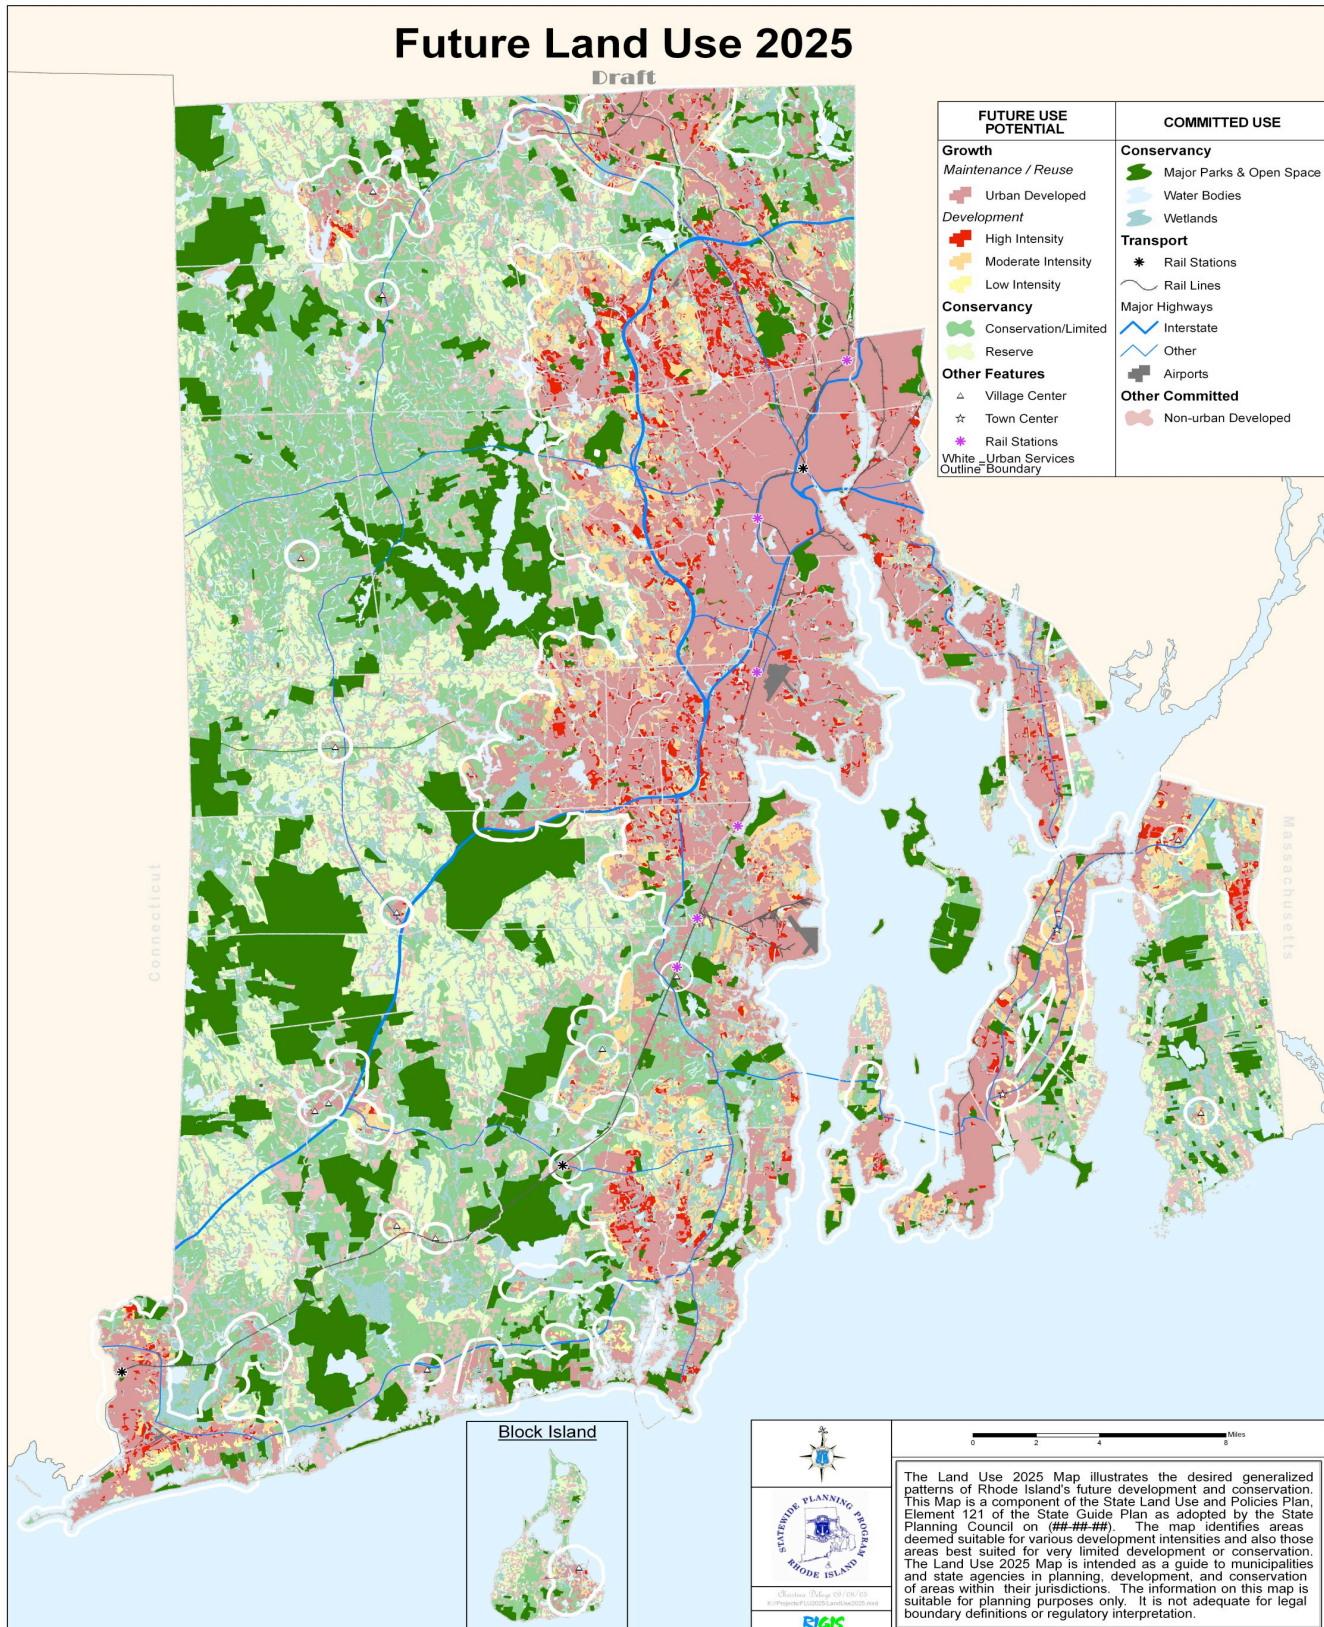 Future Land Use 2025
Draft
FUTURE USE
POTENTIAL
Growth
Maintenance / Reuse
Urban Developed
Development
High Intensity
Moderate Intensity
Low Intensity
Conservancy
Conservation/Limited
Reserve
Other Features
Village Center
Town Center
Rail Stations
White _Urban Services
Outline Boundary
COMMITTED USE
Conservancy
Major Parks & Open Space
Water Bodies
Wetlands
Transport
Rail Stations
Rail Lines
Major Highways
Interstate
Other
Airports
Other Committed
Non-urban Developed
Connecticut
Massachusetts
Block Island
STATEWIDE PLANNING PROGRAM
RHODE ISLAND
RIGIS
0 2 4 8 Miles
The Land Use 2025 Map illustrates the desired generalized
patterns of Rhode Island's future development and conservation.
This Map is a component of the State Land Use and Policies Plan,
Element 121 of the State Guide Plan as adopted by the State
Planning Council on (##-##-##). The map identifies areas
deemed suitable for various development intensities and also those
areas best suited for very limited development or conservation.
The Land Use 2025 Map is intended as a guide to municipalities
and state agencies in planning, development, and conservation
of areas within their jurisdictions. The information on this map is
suitable for planning purposes only. It is not adequate for legal
boundary definitions or regulatory interpretation.